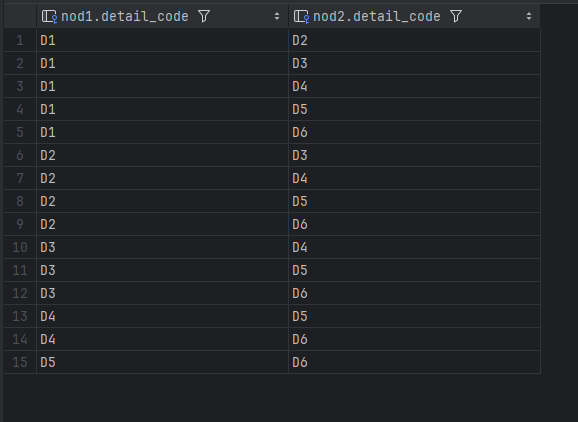 nod1.detail_code nod2.detail_code
1 D1 D2
2 D1 D3
3 D1 D4
4 D1 D5
5 D1 D6
6 D2 D3
7 D2 D4
8 D2 D5
9 D2 D6
10 D3 D4
11 D3 D5
12 D3 D6
13 D4 D5
14 D4 D6
15 D5 D6